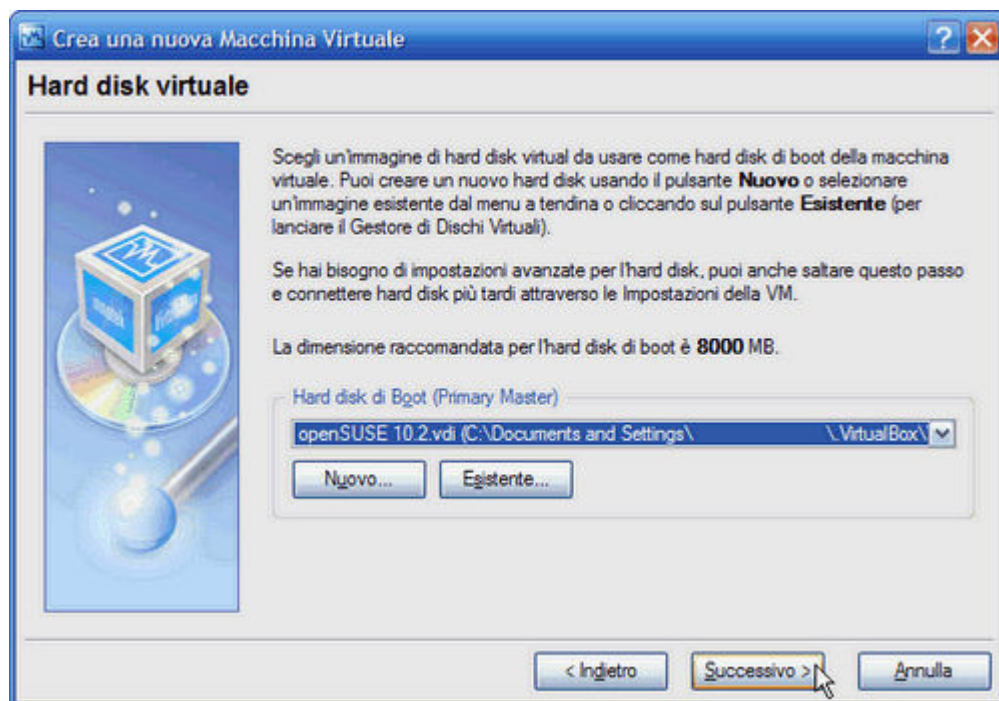 Crea una nuova Macchina Virtuale
Hard disk virtuale
Scegli un'immagine di hard disk virtual da usare come hard disk di boot della macchina
virtuale. Puoi creare un nuovo hard disk usando il pulsante Nuovo o selezionare
un'immagine esistente dal menu a tendina o cliccando sul pulsante Esistente (per
lanciare il Gestore di Dischi Virtuali).
Se hai bisogno di impostazioni avanzate per l'hard disk, puoi anche saltare questo passo
e connettere hard disk più tardi attraverso le Impostazioni della VM.
La dimensione raccomandata per l'hard disk di boot è 8000 MB.
Hard disk di Boot (Primary Master)
openSUSE 10.2.vdi (C:\Documents and Settings\ \.VirtualBox\
Nuovo... Esistente...
< Indietro Successivo > Annulla